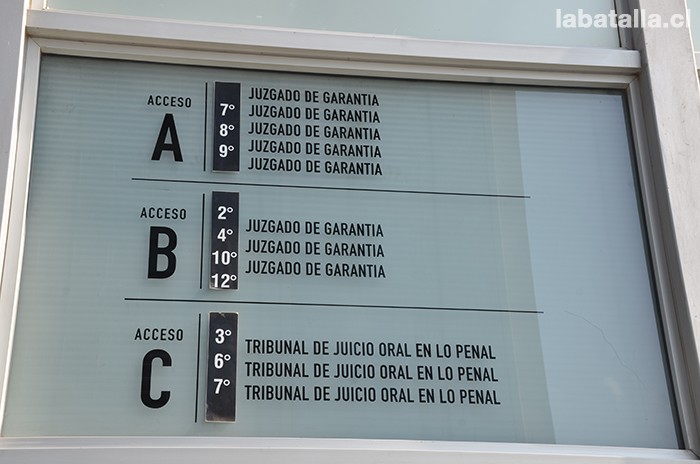 labatalla.cl
ACCESO
A
7°
8°
9°
JUZGADO DE GARANTIA
JUZGADO DE GARANTIA
JUZGADO DE GARANTIA
JUZGADO DE GARANTIA
JUZGADO DE GARANTIA
ACCESO
B
2°
4°
10°
12°
JUZGADO DE GARANTIA
JUZGADO DE GARANTIA
JUZGADO DE GARANTIA
ACCESO
C
3°
6°
7°
TRIBUNAL DE JUICIO ORAL EN LO PENAL
TRIBUNAL DE JUICIO ORAL EN LO PENAL
TRIBUNAL DE JUICIO ORAL EN LO PENAL